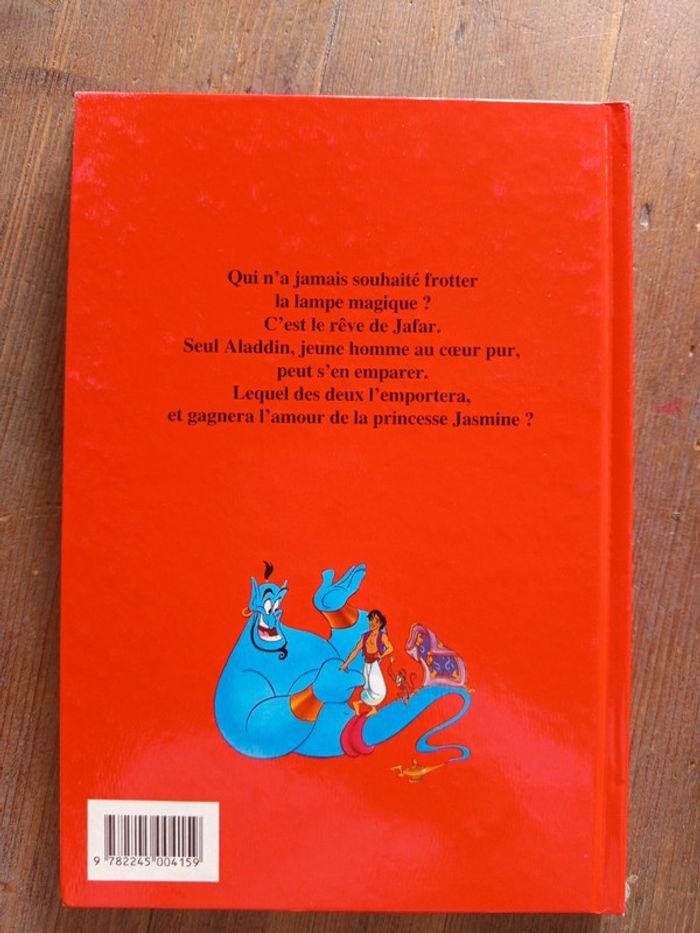 Qui n'a jamais souhaité frotter
la lampe magique ?
C'est le rêve de Jafar.
Seul Aladdin, jeune homme au cœur pur,
peut s'en emparer.
Lequel des deux l'emportera,
et gagnera l'amour de la princesse Jasmine ?
9 782245 004159